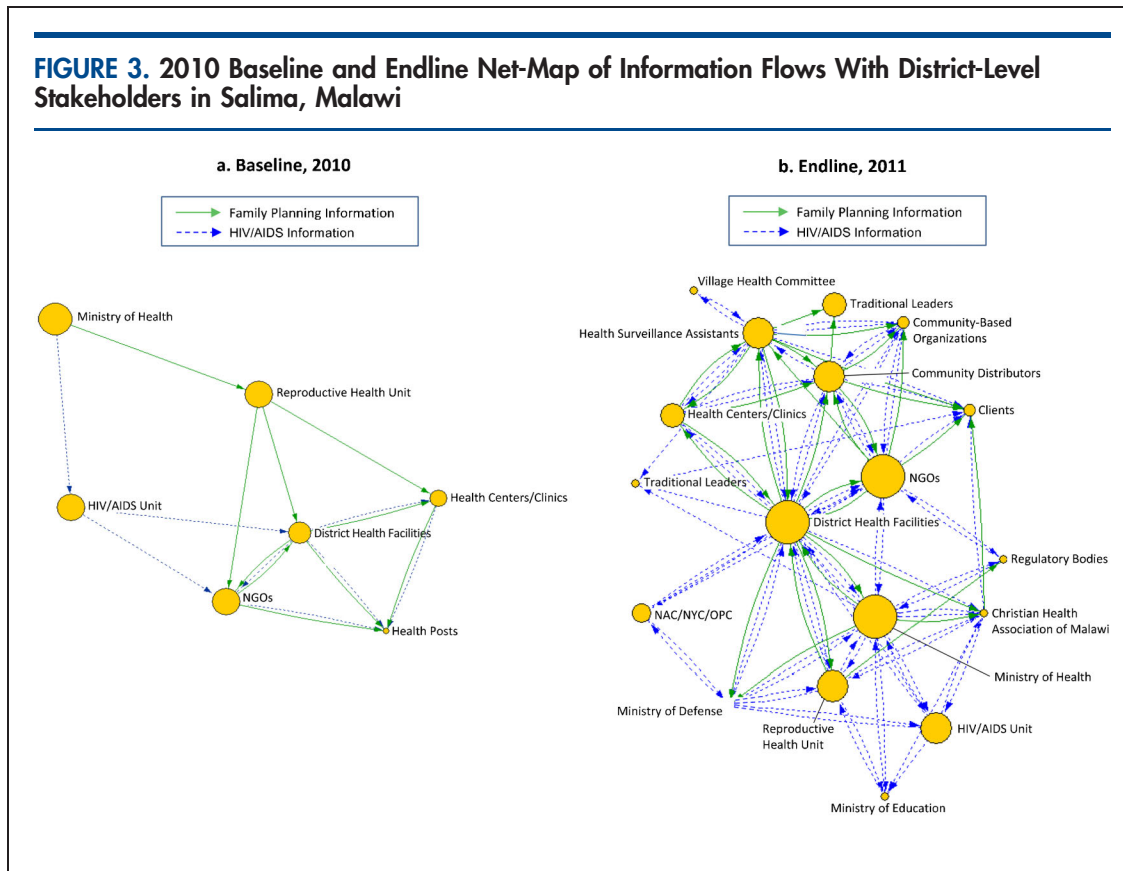 FIGURE 3. 2010 Baseline and Endline Net-Map of Information Flows With District-Level
Stakeholders in Salima, Malawi
a. Baseline, 2010
Family Planning Information
HIV/AIDS Information
Ministry of Health
Reproductive Health Unit
HIV/AIDS Unit
Health Centers/Clinics
District Health Facilities
NGOs
Health Posts
b. Endline, 2011
Family Planning Information
HIV/AIDS Information
Village Health Committee
Traditional Leaders
Health Surveillance Assistants
Community-Based
Organizations
Community Distributors
Health Centers/Clinics
Clients
Traditional Leaders
NGOs
District Health Facilities
Regulatory Bodies
NAC/NYC/OPC
Christian Health
Association of Malawi
Ministry of Health
Ministry of Defense
Reproductive
Health Unit
HIV/AIDS Unit
Ministry of Education